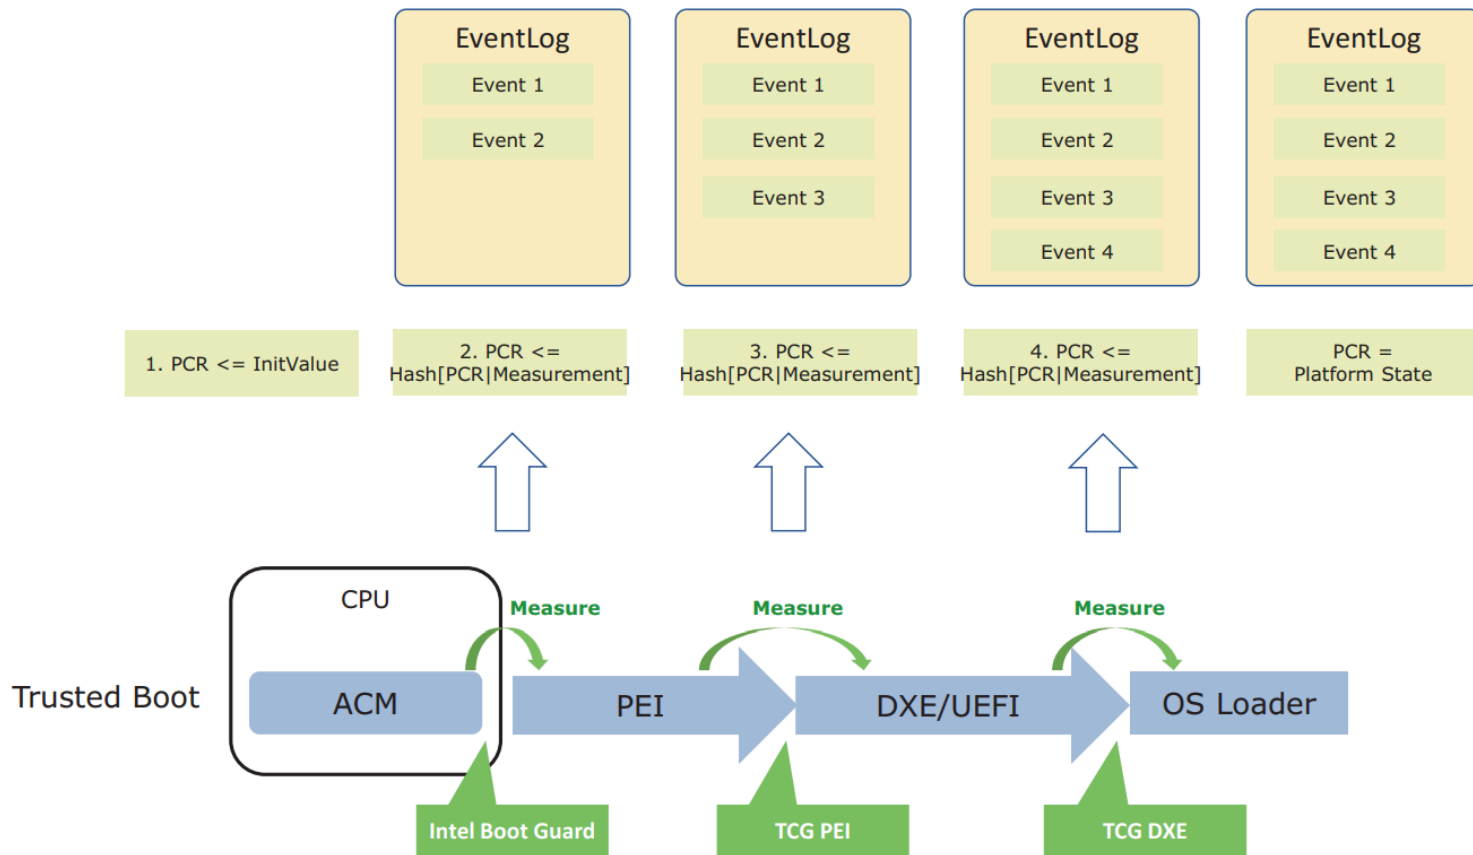 EventLog
Event 1
Event 2
EventLog
Event 1
Event 2
Event 3
EventLog
Event 1
Event 2
Event 3
Event 4
EventLog
Event 1
Event 2
Event 3
Event 4
1. PCR <= InitValue
2. PCR <=
Hash[PCR|Measurement]
3. PCR <=
Hash[PCR|Measurement]
4. PCR <=
Hash[PCR|Measurement]
PCR =
Platform State
CPU
Measure
Measure
Measure
Trusted Boot
ACM
PEI
DXE/UEFI
OS Loader
Intel Boot Guard
TCG PEI
TCG DXE